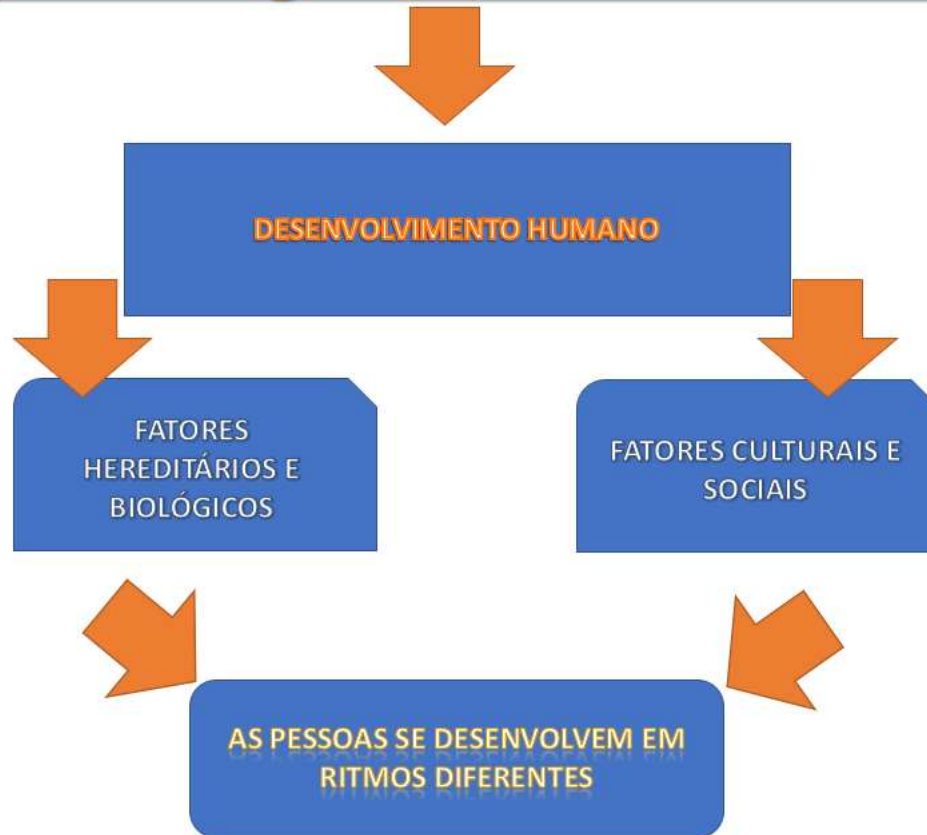 DESENVOLVIMENTO HUMANO
FATORES
HEREDITÁRIOS E
BIOLÓGICOS
FATORES CULTURAIS E
SOCIAIS
AS PESSOAS SE DESENVOLVEM EM
RITMOS DIFERENTES